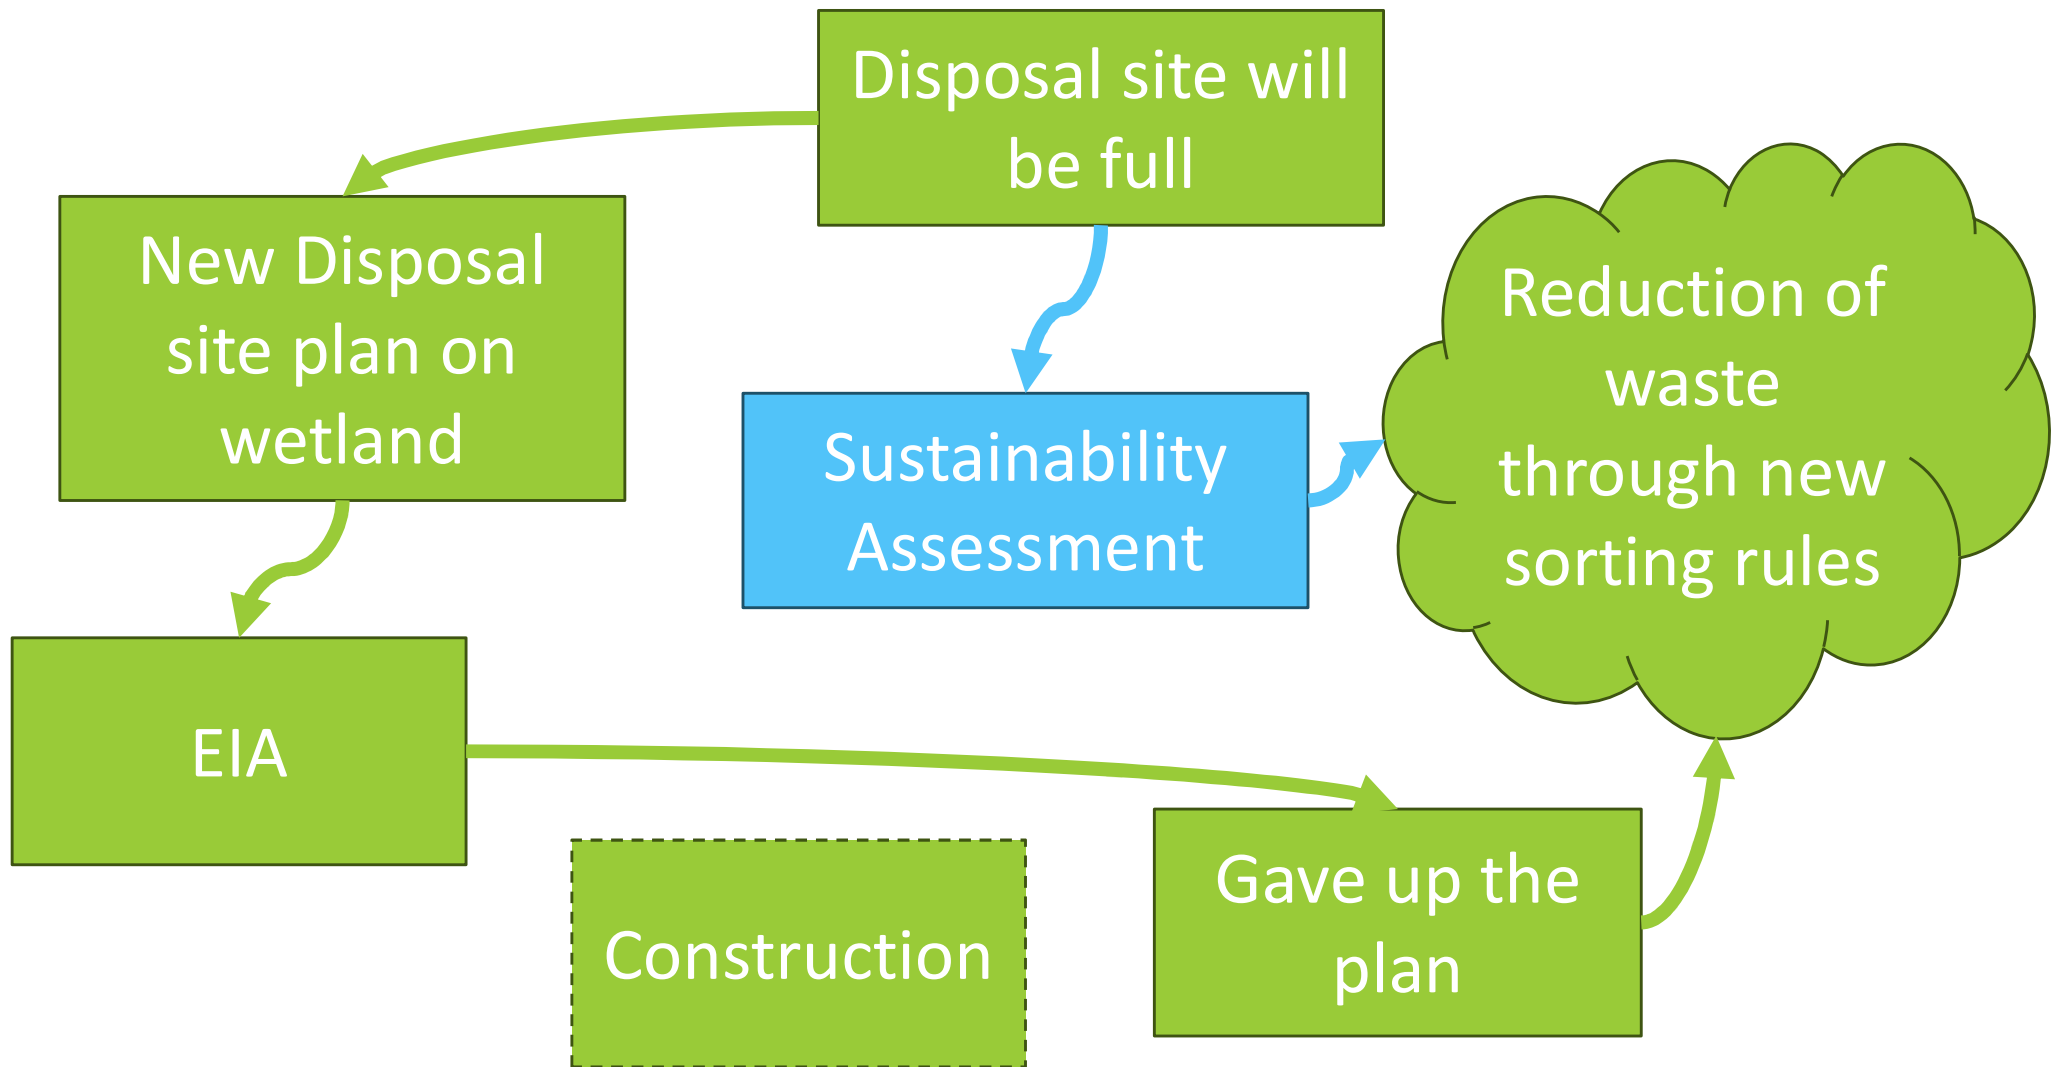 Disposal site will
be full
New Disposal
site plan on
wetland
Reduction of
waste
through new
sorting rules
Sustainability
Assessment
EIA
Gave up the
plan
Construction